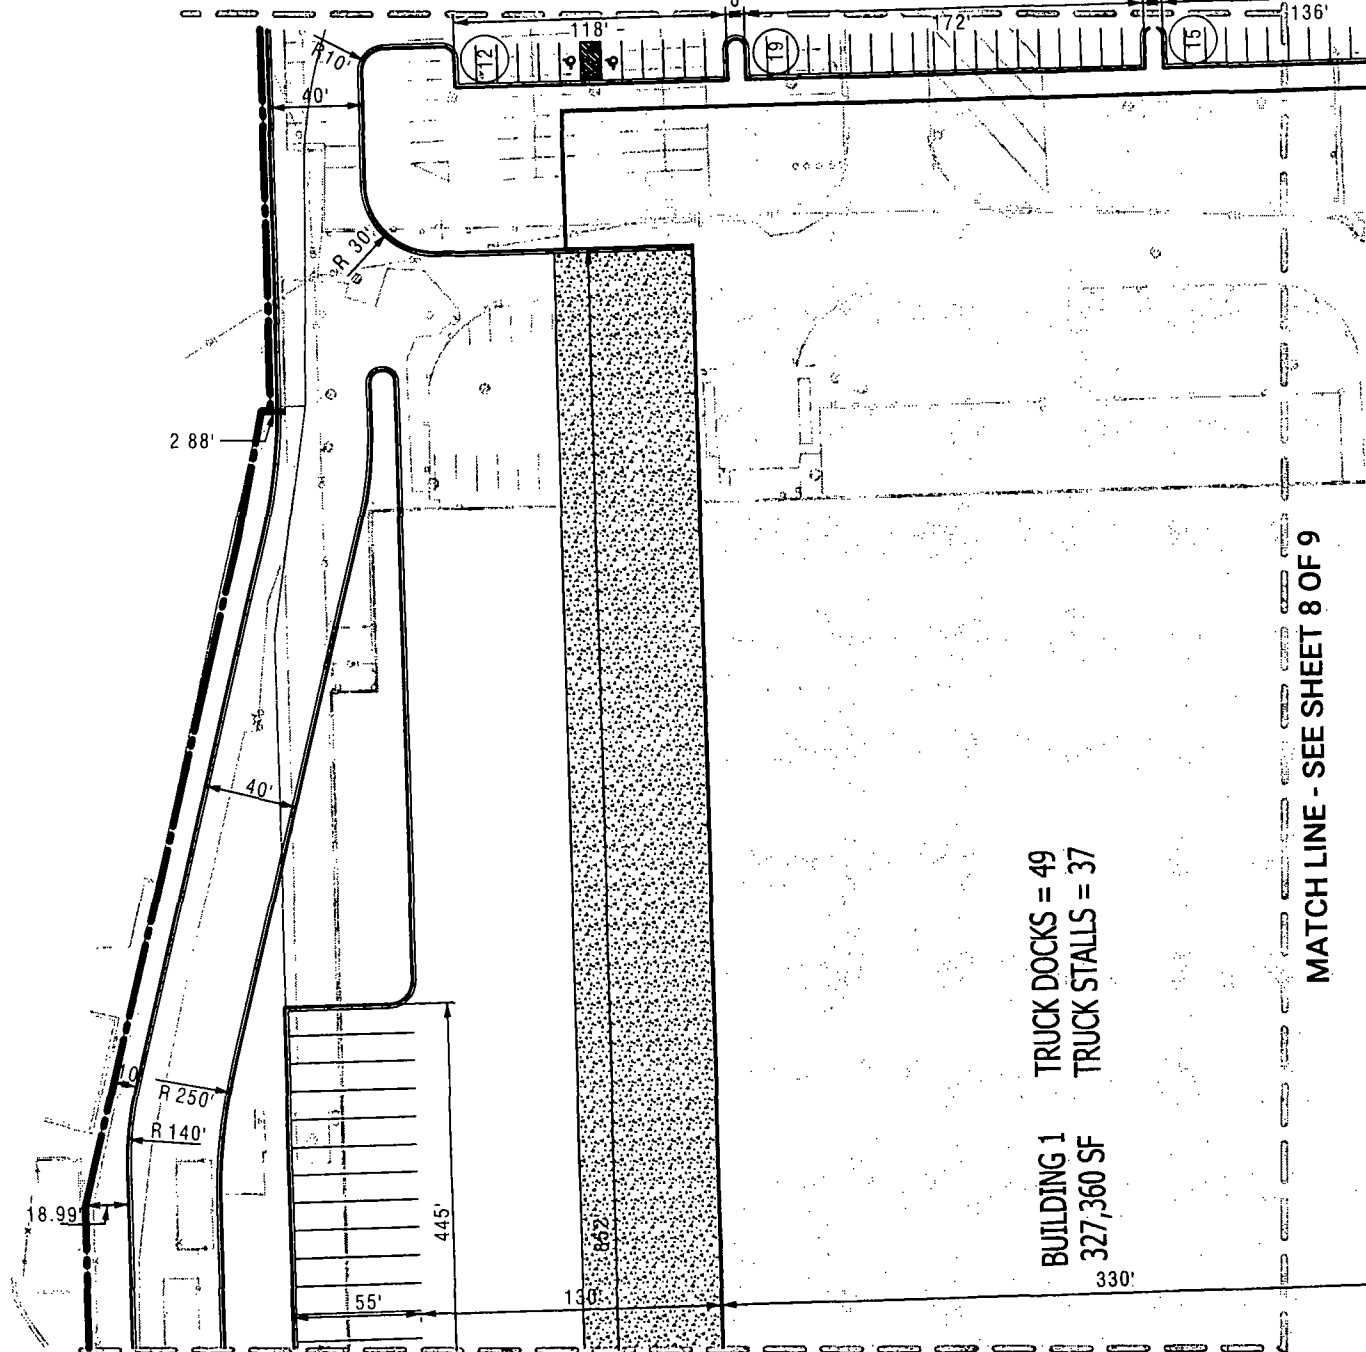 118'
172'
136'
12
19
15
R10'
40'
R 30'
2 88'
40'
MATCH LINE - SEE SHEET 8 OF 9
TRUCK DOCKS = 49
TRUCK STALLS = 37
BUILDING 1
327,360 SF
10
R 250'
R 140'
18.99'
445'
55'
130'
330'